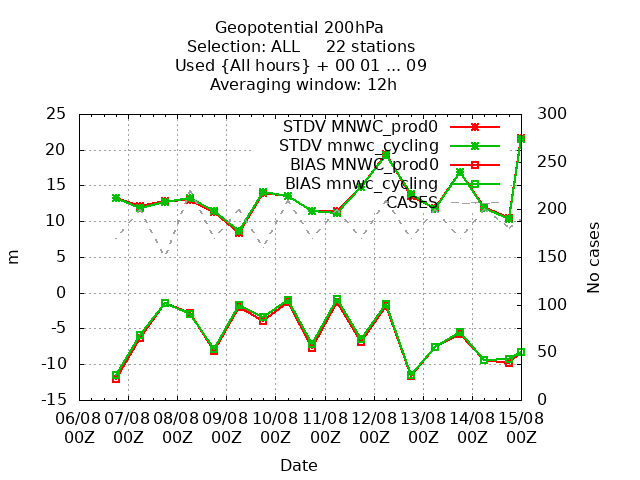 Geopotential 200hPa
Selection: ALL     22 stations
Used {All hours} + 00 01 ... 09
Averaging window: 12h
25 300
STDV MNWC_prod0
20 250
STDV mnwc_cycling
BIAS MNWC_prod0
15 BIAS mnwc_cycling
10 200
CASES
5 150
0 100
-5
-10 50
-15 0
m
No cases
06/08 07/08 08/08 09/08 10/08 11/08 12/08 13/08 14/08 15/08
00Z 00Z 00Z 00Z 00Z 00Z 00Z 00Z 00Z 00Z
Date